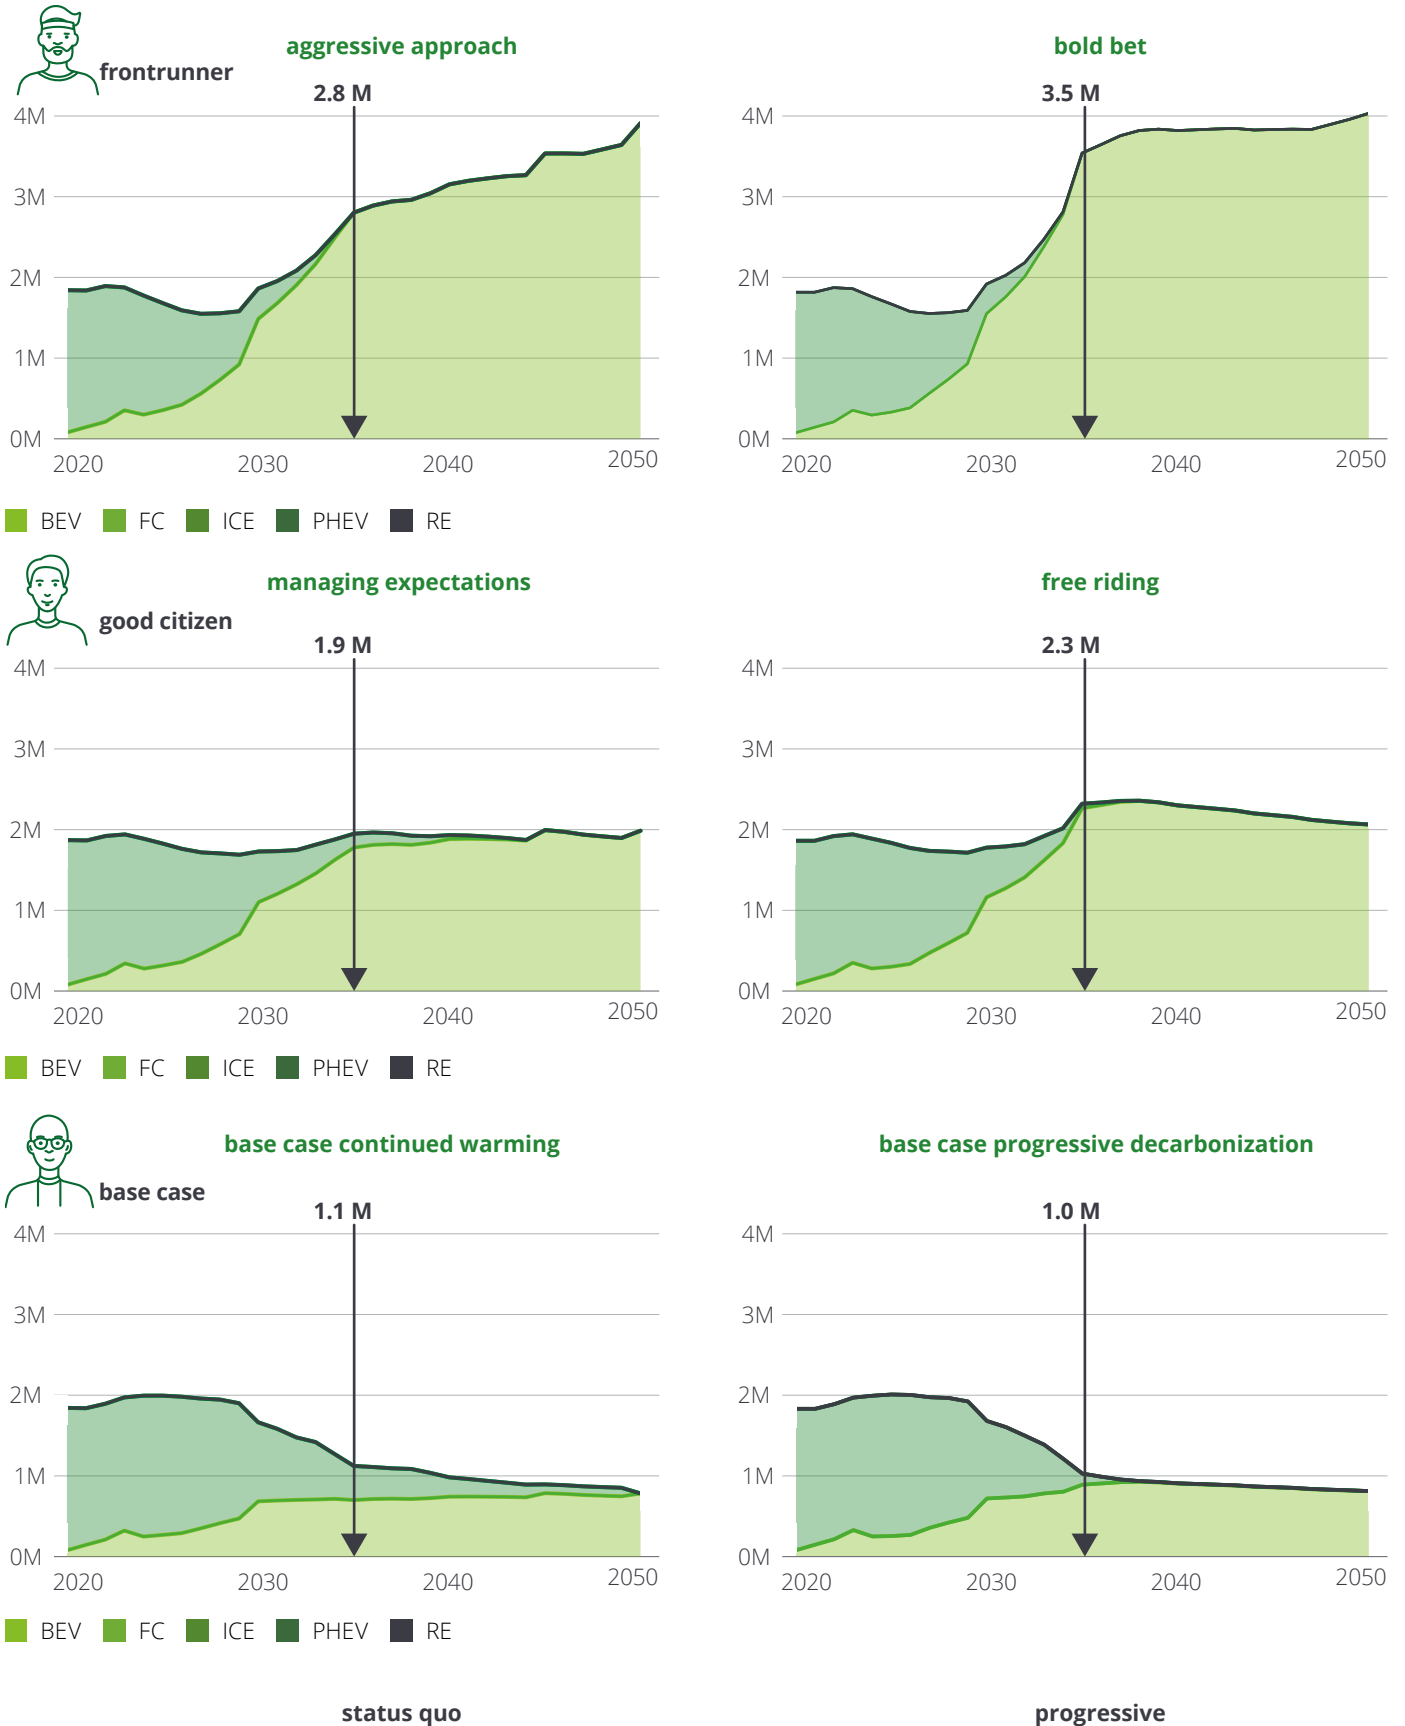 aggressive approach
bold bet
frontrunner
2.8 M
3.5 M
4M
3M
2M
1M
0M
2020
2030
2040
2050
4M
3M
2M
1M
0M
2020
2030
2040
2050
BEV FC ICE PHEV RE
managing expectations
free riding
good citizen
1.9 M
2.3 M
4M
3M
2M
1M
0M
2020
2030
2040
2050
4M
3M
2M
1M
0M
2020
2030
2040
2050
BEV FC ICE PHEV RE
base case continued warming
base case progressive decarbonization
base case
1.1 M
1.0 M
4M
3M
2M
1M
0M
2020
2030
2040
2050
4M
3M
2M
1M
0M
2020
2030
2040
2050
BEV FC ICE PHEV RE
status quo
progressive